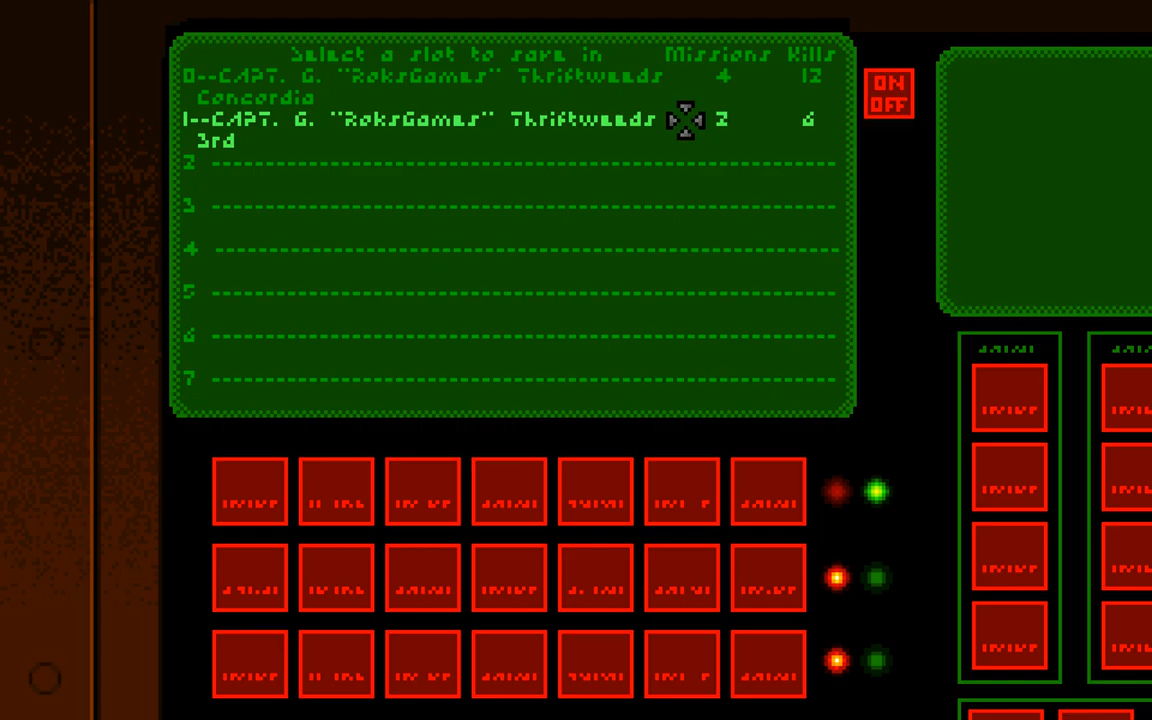 Select a slot to save in Missions Kills
0--CAPT. G. "RoksGames" Thriftweeds 4 12
Concordia
1--CAPT. G. "RoksGames" Thriftweeds 2 6
3rd
2 ------------------------------------------------
3 ------------------------------------------------
4 ------------------------------------------------
5 ------------------------------------------------
6 ------------------------------------------------
7 ------------------------------------------------
ON
OFF